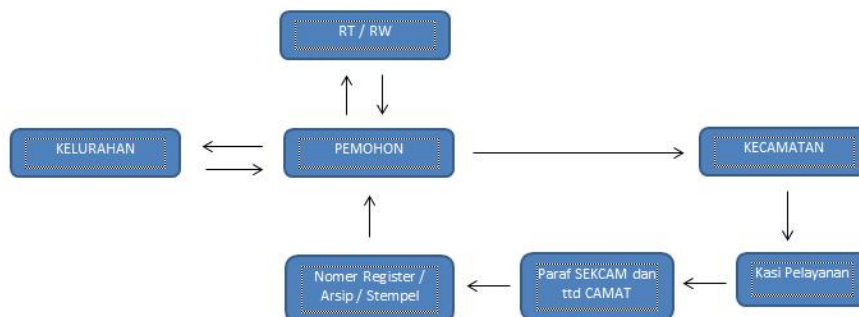 RT / RW
KELURAHAN
PEMOHON
KECAMATAN
Nomer Register /
Arsip / Stempel
Paraf SEKCAM dan
ttd CAMAT
Kasi Pelayanan